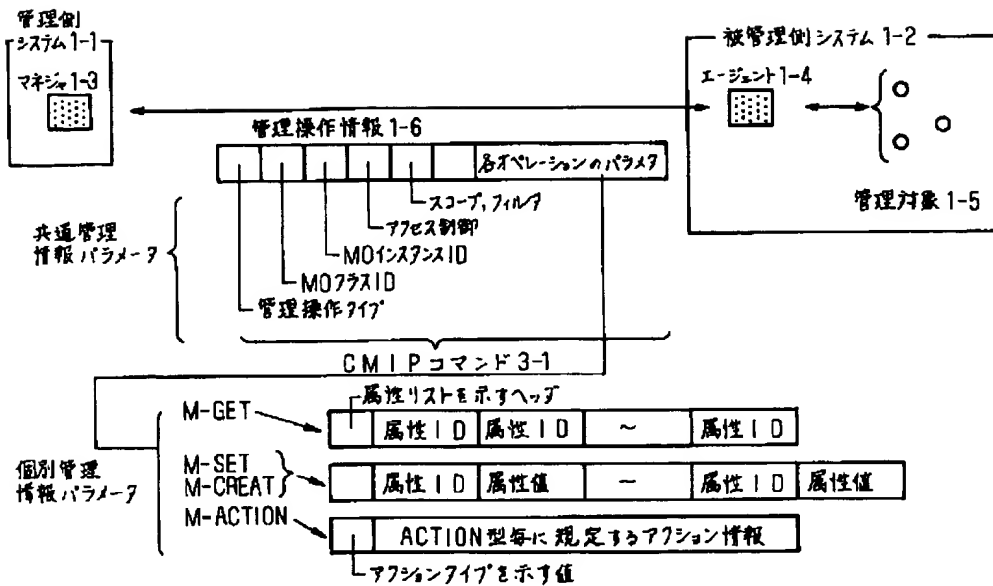 管理側
システム1-1
マネジャ1-3
被管理側システム1-2
エージェント1-4
管理対象1-5
管理操作情報1-6
各オペレーションのパラメタ
スコープ,フィルタ
アクセス制御
MOインスタンスID
MOクラスID
管理操作タイプ
共通管理
情報パラメータ
CMIPコマンド3-1
属性リストを示すヘッダ
M-GET
属性ID 属性ID ~ 属性ID
個別管理
情報パラメータ
M-SET
M-CREAT
属性ID 属性値 ~ 属性ID 属性値
M-ACTION
ACTION型毎に規定するアクション情報
アクションタイプを示す値